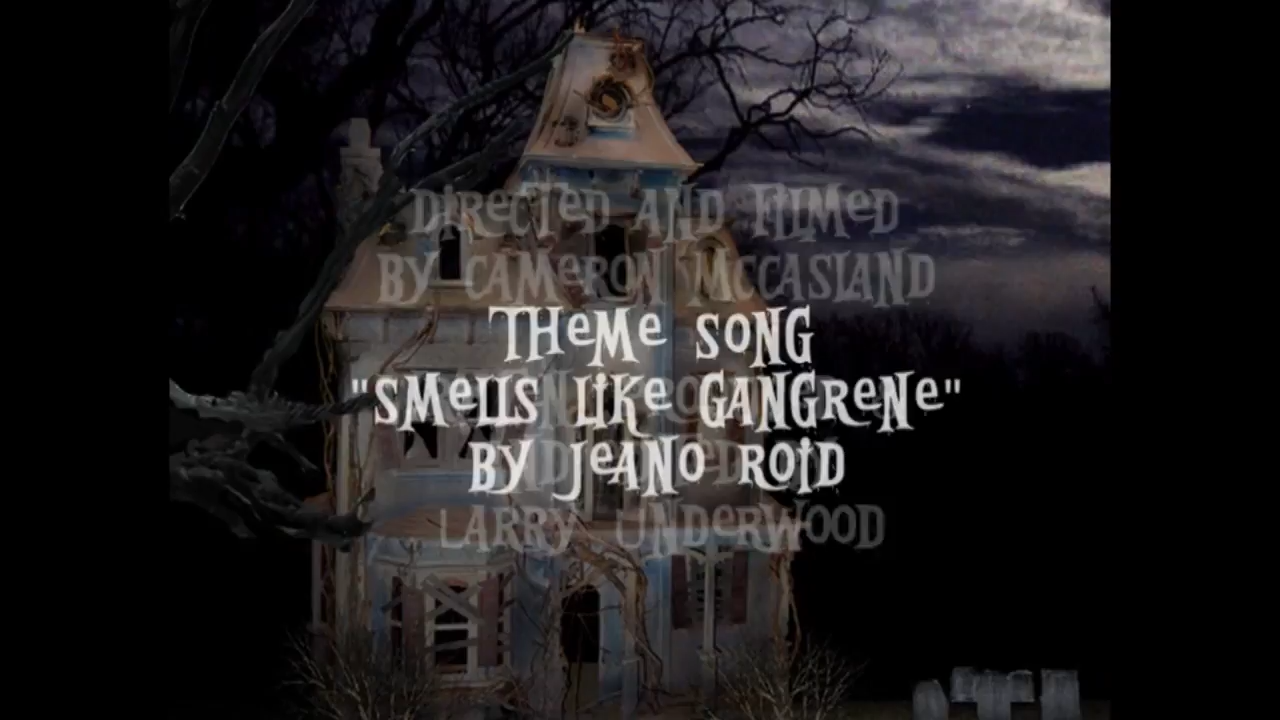 DiRecTeD AND FiLMeD
BY CAMeRON MCCASLAND
THeMe SONG
"SMeLLS LiKe GANGReNe"
BY JeANO ROiD
LARRY UNDeRWOOD